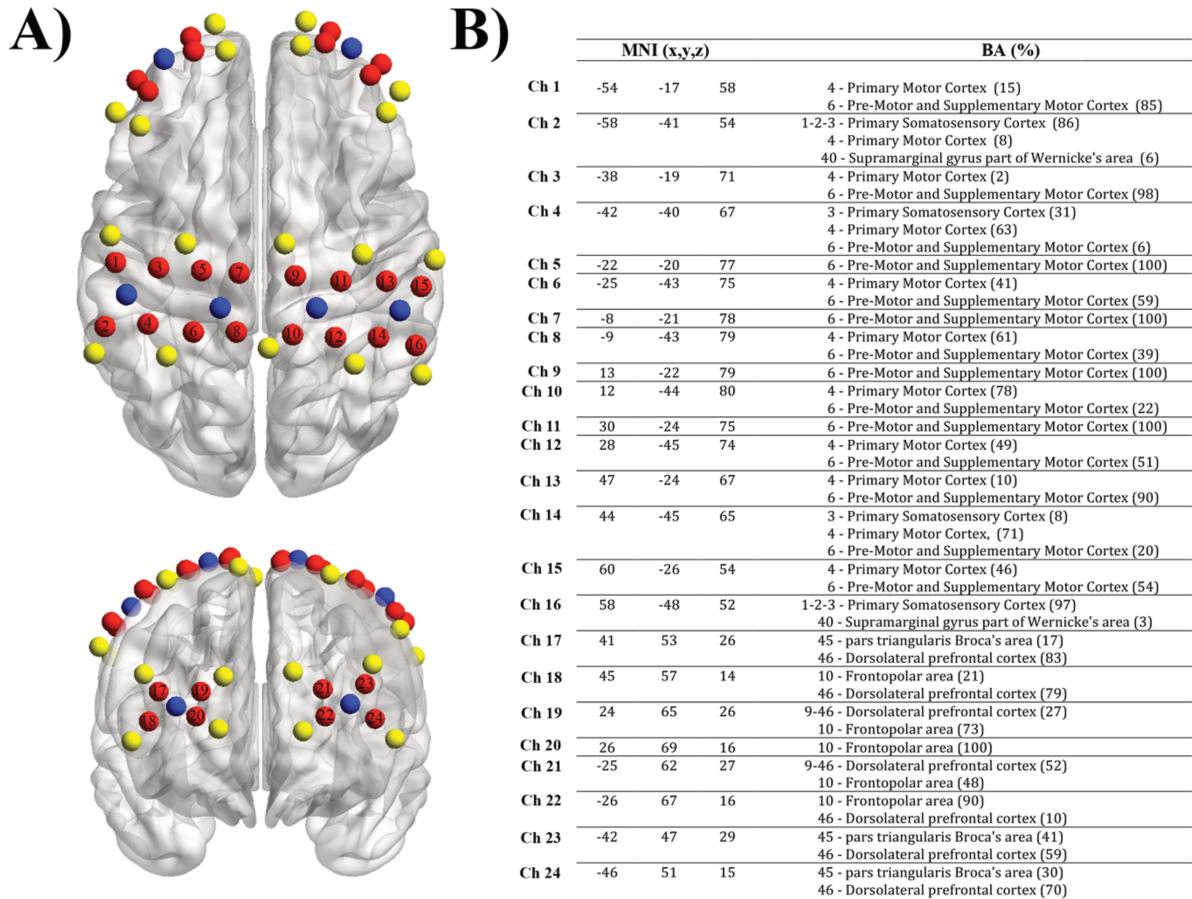 A)
1 3 5 7 9 11 13 15
2 4 6 8 10 12 14 16
17 19 21 23
18 20 22 24
B)
MNI (x,y,z) BA (%)
Ch 1 -54 -17 58 4 - Primary Motor Cortex (15)
6 - Pre-Motor and Supplementary Motor Cortex (85)
Ch 2 -58 -41 54 1-2-3 - Primary Somatosensory Cortex (86)
4 - Primary Motor Cortex (8)
40 - Supramarginal gyrus part of Wernicke's area (6)
Ch 3 -38 -19 71 4 - Primary Motor Cortex (2)
6 - Pre-Motor and Supplementary Motor Cortex (98)
Ch 4 -42 -40 67 3 - Primary Somatosensory Cortex (31)
4 - Primary Motor Cortex (63)
6 - Pre-Motor and Supplementary Motor Cortex (6)
Ch 5 -22 -20 77 6 - Pre-Motor and Supplementary Motor Cortex (100)
Ch 6 -25 -43 75 4 - Primary Motor Cortex (41)
6 - Pre-Motor and Supplementary Motor Cortex (59)
Ch 7 -8 -21 78 6 - Pre-Motor and Supplementary Motor Cortex (100)
Ch 8 -9 -43 79 4 - Primary Motor Cortex (61)
6 - Pre-Motor and Supplementary Motor Cortex (39)
Ch 9 13 -22 79 6 - Pre-Motor and Supplementary Motor Cortex (100)
Ch 10 12 -44 80 4 - Primary Motor Cortex (78)
6 - Pre-Motor and Supplementary Motor Cortex (22)
Ch 11 30 -24 75 6 - Pre-Motor and Supplementary Motor Cortex (100)
Ch 12 28 -45 74 4 - Primary Motor Cortex (49)
6 - Pre-Motor and Supplementary Motor Cortex (51)
Ch 13 47 -24 67 4 - Primary Motor Cortex (10)
6 - Pre-Motor and Supplementary Motor Cortex (90)
Ch 14 44 -45 65 3 - Primary Somatosensory Cortex (8)
4 - Primary Motor Cortex, (71)
6 - Pre-Motor and Supplementary Motor Cortex (20)
Ch 15 60 -26 54 4 - Primary Motor Cortex (46)
6 - Pre-Motor and Supplementary Motor Cortex (54)
Ch 16 58 -48 52 1-2-3 - Primary Somatosensory Cortex (97)
40 - Supramarginal gyrus part of Wernicke's area (3)
Ch 17 41 53 26 45 - pars triangularis Broca's area (17)
46 - Dorsolateral prefrontal cortex (83)
Ch 18 45 57 14 10 - Frontopolar area (21)
46 - Dorsolateral prefrontal cortex (79)
Ch 19 24 65 26 9-46 - Dorsolateral prefrontal cortex (27)
10 - Frontopolar area (73)
Ch 20 26 69 16 10 - Frontopolar area (100)
Ch 21 -25 62 27 9-46 - Dorsolateral prefrontal cortex (52)
10 - Frontopolar area (48)
Ch 22 -26 67 16 10 - Frontopolar area (90)
46 - Dorsolateral prefrontal cortex (10)
Ch 23 -42 47 29 45 - pars triangularis Broca's area (41)
46 - Dorsolateral prefrontal cortex (59)
Ch 24 -46 51 15 45 - pars triangularis Broca's area (30)
46 - Dorsolateral prefrontal cortex (70)